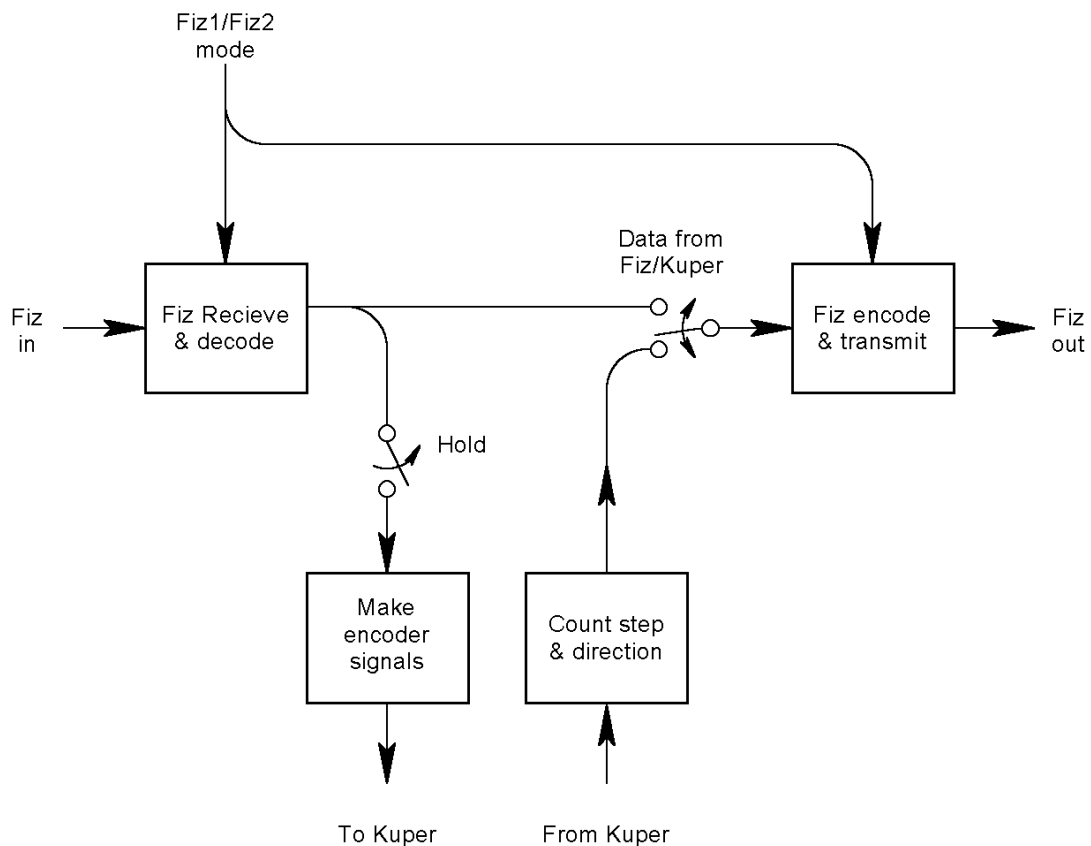 Fiz1/Fiz2
mode
Data from
Fiz/Kuper
Fiz
in
Fiz Recieve
& decode
Fiz encode
& transmit
Fiz
out
Hold
Make
encoder
signals
Count step
& direction
To Kuper
From Kuper